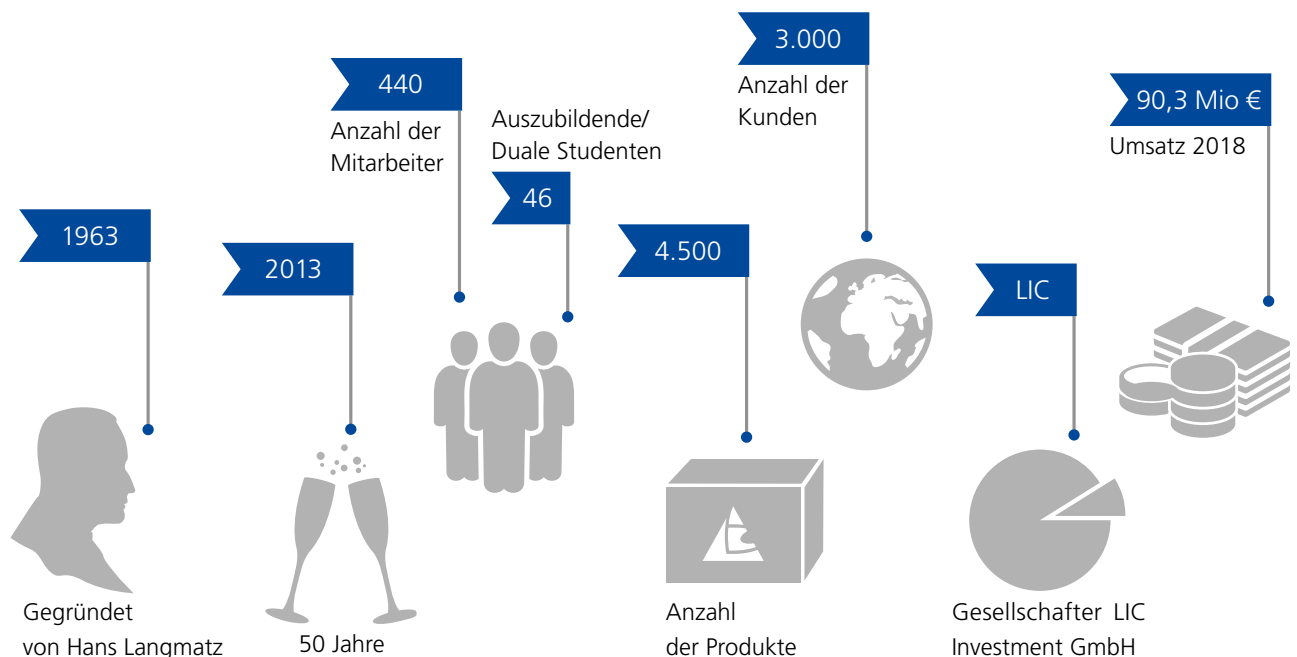 1963
Gegründet
von Hans Langmatz
2013
50 Jahre
440
Anzahl der
Mitarbeiter
Auszubildende/
Duale Studenten
46
4.500
Anzahl
der Produkte
3.000
Anzahl der
Kunden
LIC
Gesellschafter LIC
Investment GmbH
90,3 Mio €
Umsatz 2018